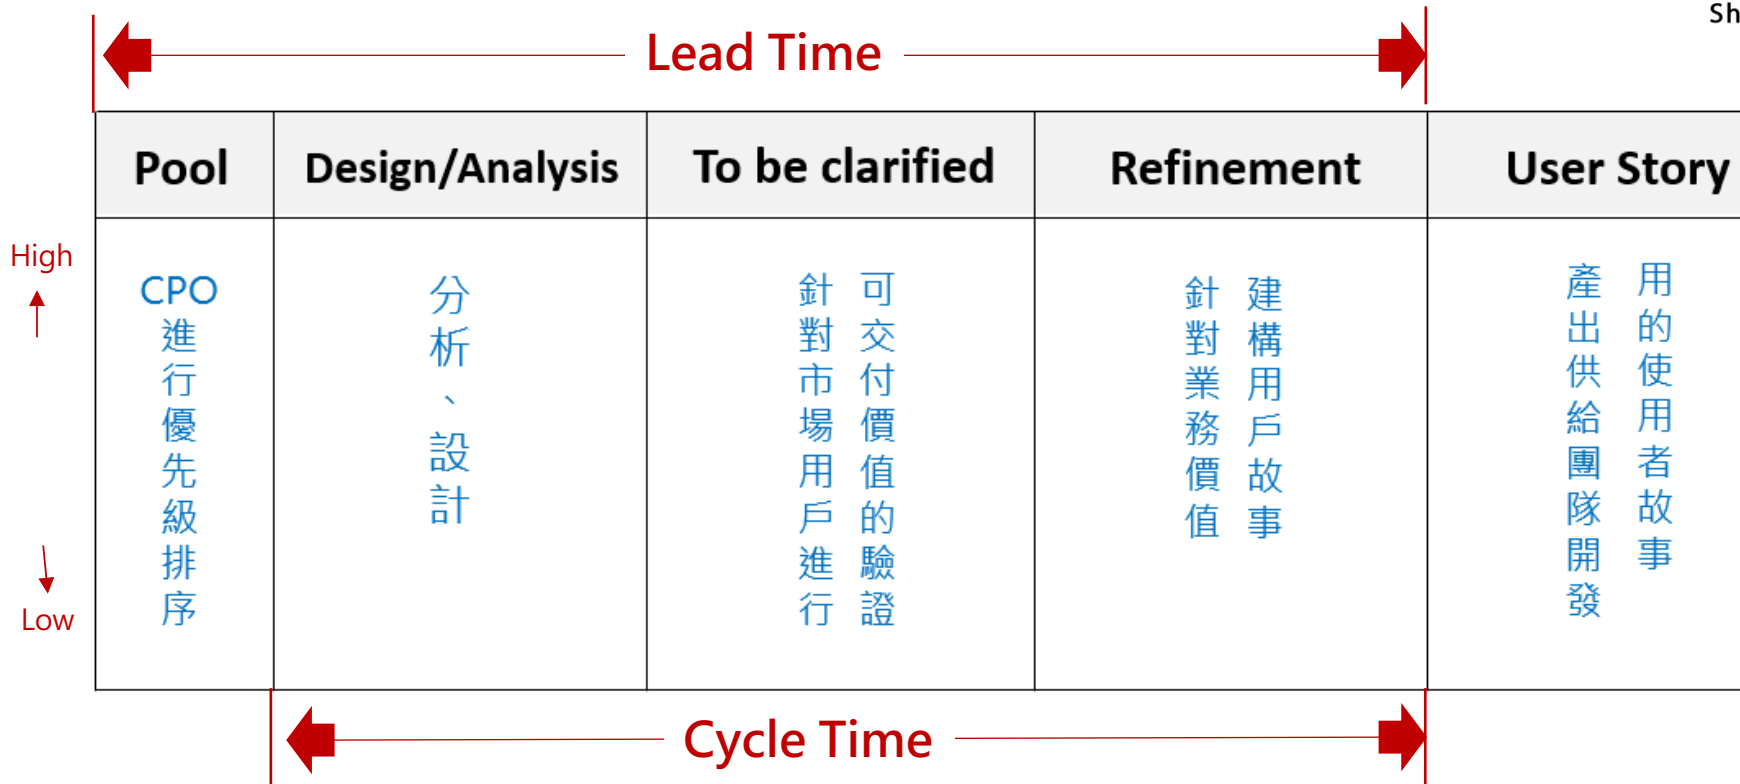 Sh
Lead Time
Pool
Design/Analysis
To be clarified
Refinement
User Story
High
Low
CPO進行優先級排序
分析、設計
針對市場用戶進行
可交付價值的驗證
針對業務價值
建構用戶故事
產出供給團隊開發
用的使用者故事
Cycle Time